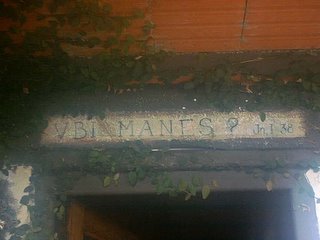 VBI MANES ? Jn.1 38